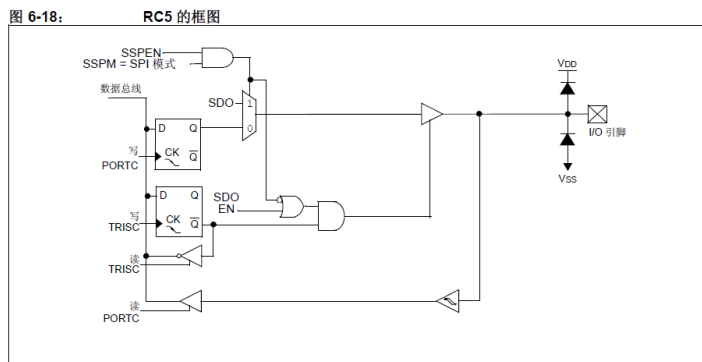 图 6-18： RC5 的框图
SSPEN
SSPM = SPI 模式
数据总线
VDD
SDO
1
0
I/O 引脚
D Q
CK Q
写
PORTC
VSS
D Q
CK Q
写
TRISC
SDO
EN
读
TRISC
读
PORTC